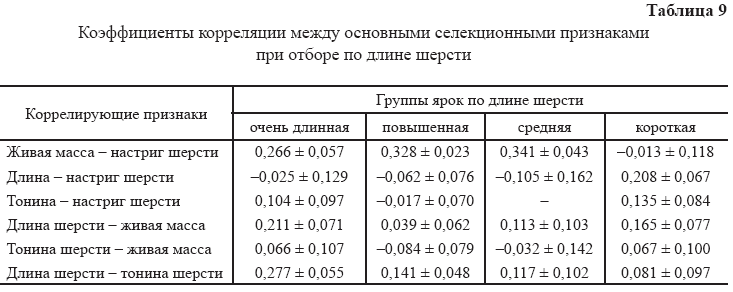 Таблица 9
Коэффициенты корреляции между основными селекционными признаками
при отборе по длине шерсти
Коррелирующие признаки Группы ярок по длине шерсти
очень длинная повышенная средняя короткая
Живая масса – настриг шерсти 0,266 ± 0,057 0,328 ± 0,023 0,341 ± 0,043 –0,013 ± 0,118
Длина – настриг шерсти –0,025 ± 0,129 –0,062 ± 0,076 –0,105 ± 0,162 0,208 ± 0,067
Тонина – настриг шерсти 0,104 ± 0,097 –0,017 ± 0,070 – 0,135 ± 0,084
Длина шерсти – живая масса 0,211 ± 0,071 0,039 ± 0,062 0,113 ± 0,103 0,165 ± 0,077
Тонина шерсти – живая масса 0,066 ± 0,107 –0,084 ± 0,079 –0,032 ± 0,142 0,067 ± 0,100
Длина шерсти – тонина шерсти 0,277 ± 0,055 0,141 ± 0,048 0,117 ± 0,102 0,081 ± 0,097